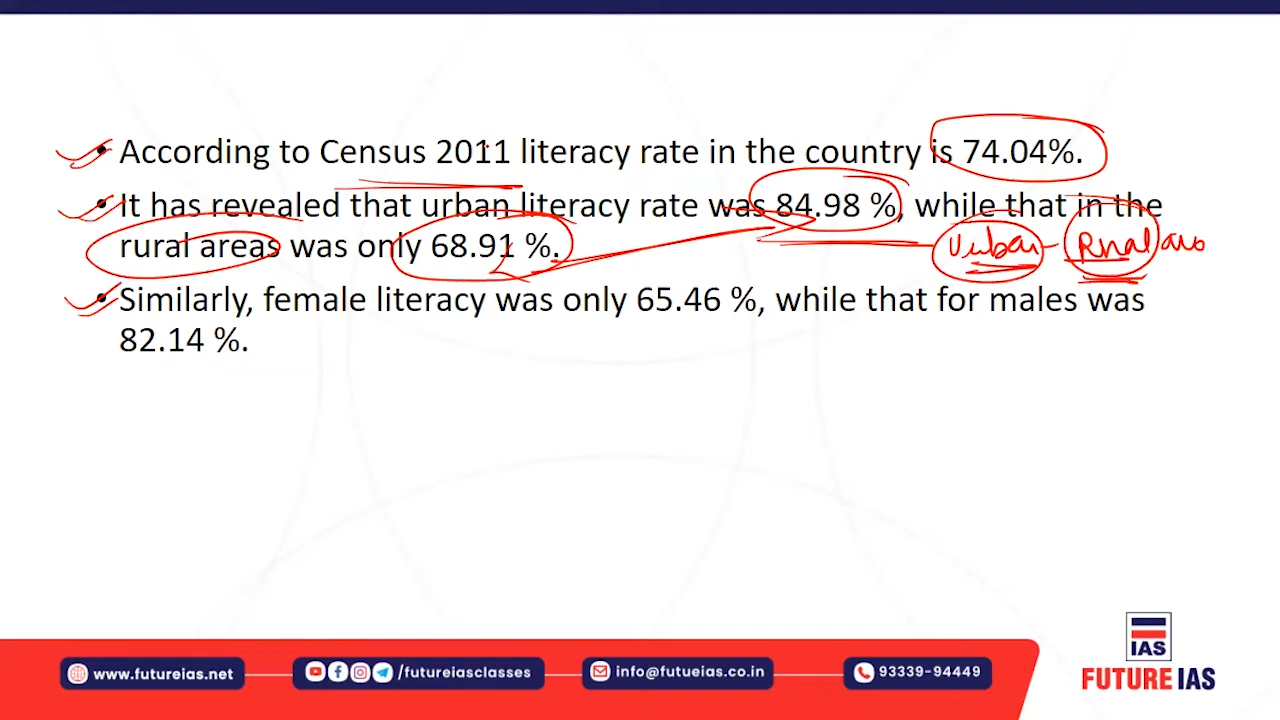 • According to Census 2011 literacy rate in the country is 74.04%.
• It has revealed that urban literacy rate was 84.98 %, while that in the
rural areas was only 68.91 %.
Urban - Rural
• Similarly, female literacy was only 65.46 %, while that for males was
82.14 %.
www.futureias.net
/futureiasclasses
info@futueias.co.in
93339-94449
IAS
FUTURE IAS